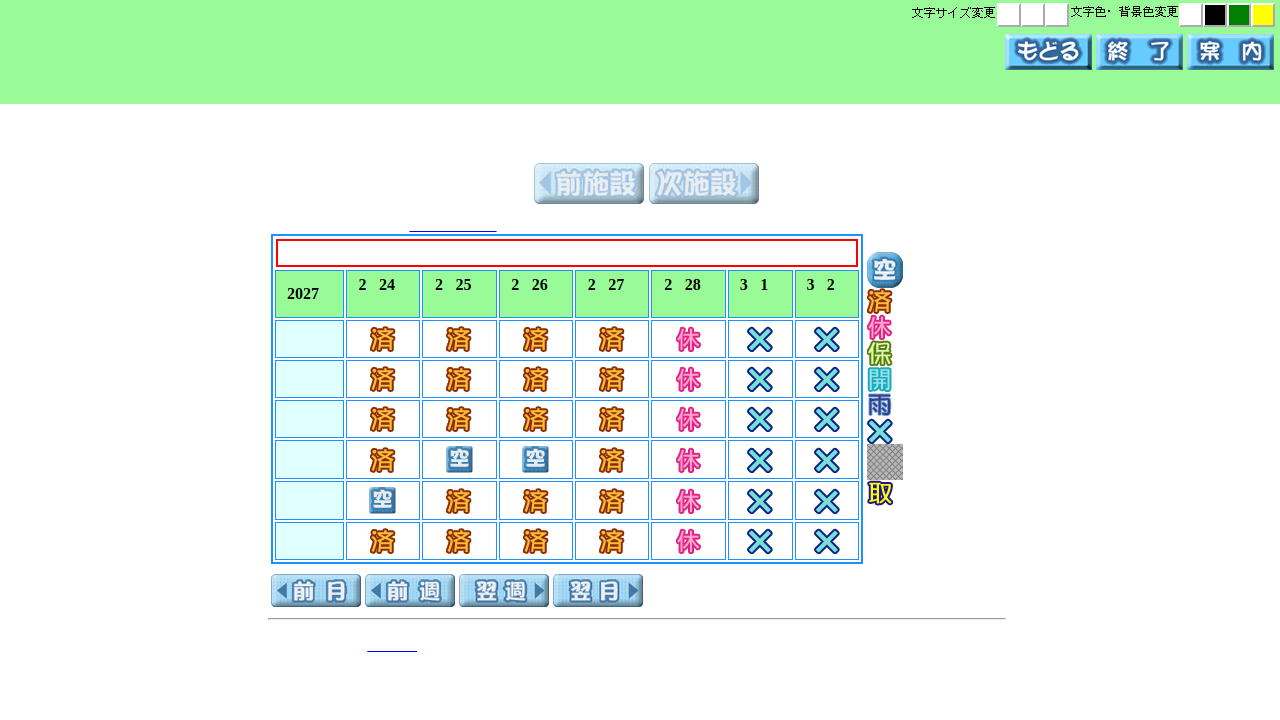 文字サイズ変更 文字色・背景色変更
もどる 終了 案内
前施設 次施設
2027 2 24 2 25 2 26 2 27 2 28 3 1 3 2
済 済 済 済 休 × ×
済 済 済 済 休 × ×
済 済 済 済 休 × ×
済 空 空 済 休 × ×
空 済 済 済 休 × ×
済 済 済 済 休 × ×
空
済
休
保
開
雨
×
取
前月 前週 翌週 翌月